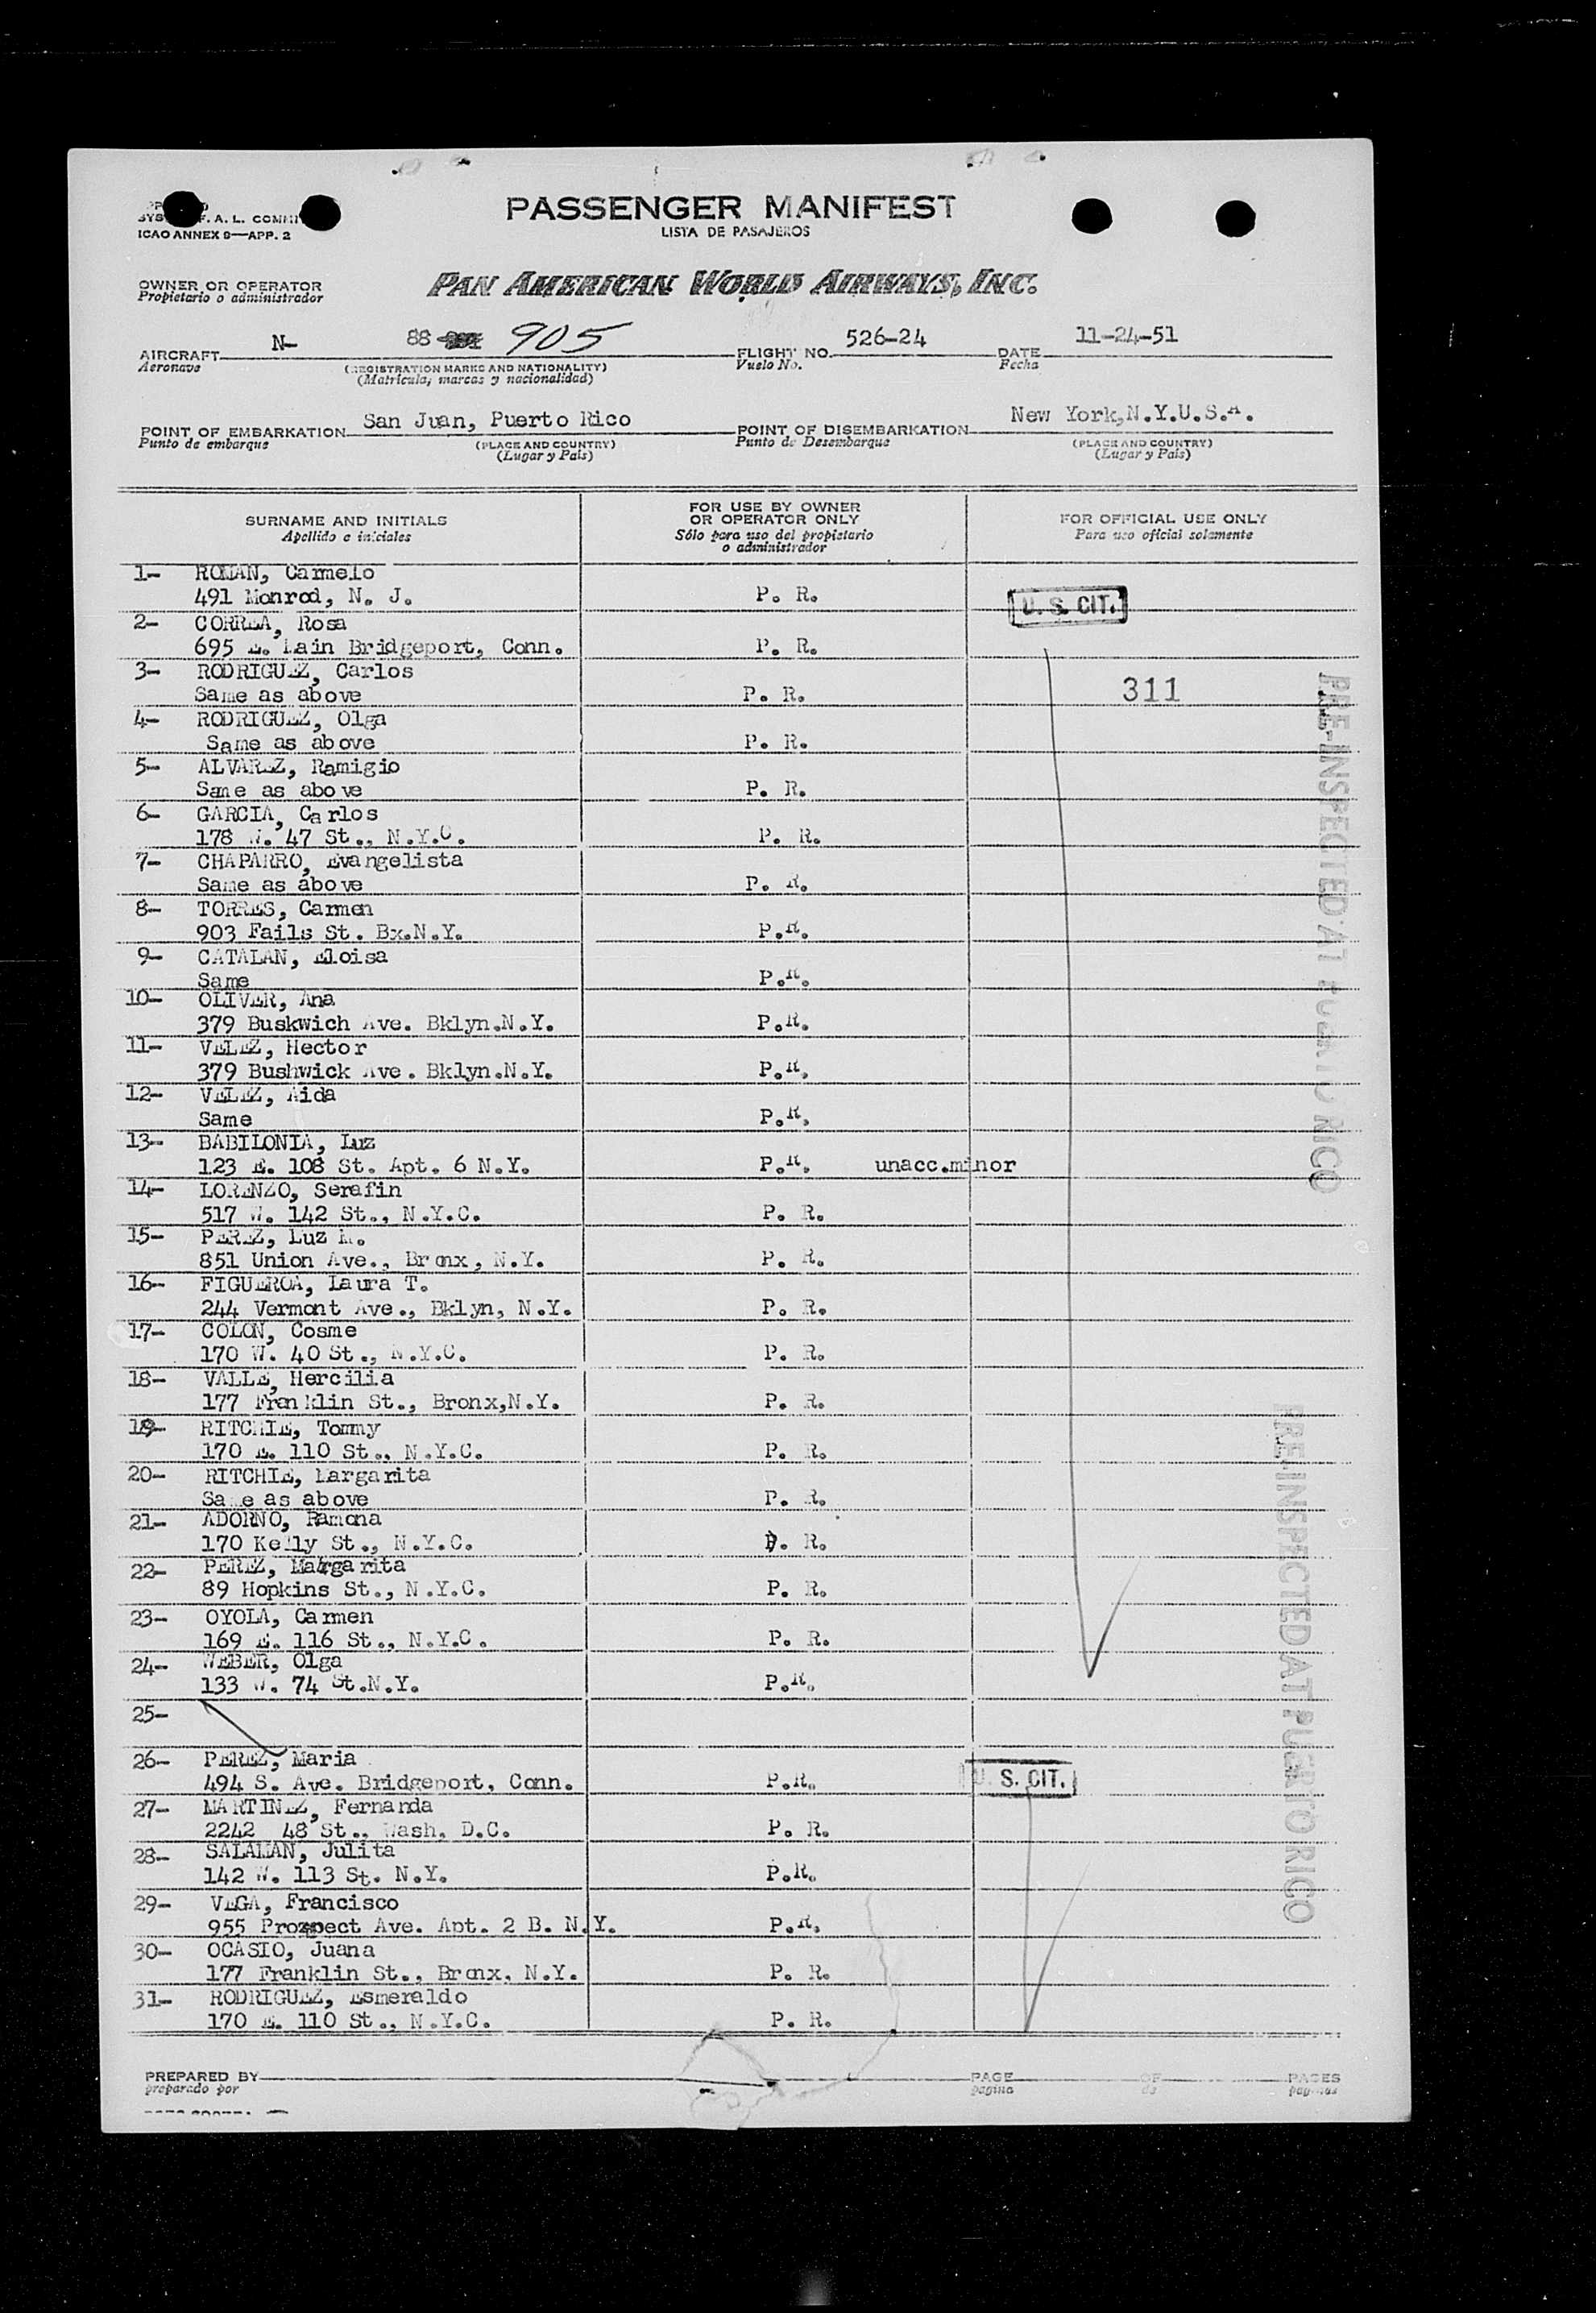 F. A. L. COMMIT
ICAO ANNEX 9—APP. 2
PASSENGER MANIFEST
LISTA DE PASAJEROS
OWNER OR OPERATOR
Propietario o administrador
PAN AMERICAN WORLD AIRWAYS, INC.
AIRCRAFT N- 88 905 FLIGHT NO. 526-24 DATE 11-24-51
Aeronave (REGISTRATION MARKS AND NATIONALITY) Vuelo No. Fecha
(Matrícula, marcas y nacionalidad)
POINT OF EMBARKATION San Juan, Puerto Rico POINT OF DISEMBARKATION New York,N.Y.U.S.A.
Punto de embarque (PLACE AND COUNTRY) Punto de Desembarque (PLACE AND COUNTRY)
(Lugar y País) (Lugar y País)
SURNAME AND INITIALS
Apellido e iniciales
FOR USE BY OWNER
OR OPERATOR ONLY
Sólo para uso del propietario
o administrador
FOR OFFICIAL USE ONLY
Para uso oficial solamente
1- ROMAN, Carmelo
491 Monrod, N. J. P. R. U. S. CIT.
2- CORREA, Rosa
695 E. Main Bridgeport, Conn. P. R.
3- RODRIGUEZ, Carlos
Same as above P. R. 311
4- RODRIGUEZ, Olga
Same as above P. R.
5- ALVAREZ, Ramigio
Same as above P. R.
6- GARCIA, Carlos
178 W. 47 St., N.Y.C. P. R.
7- CHAPARRO, Evangelista
Same as above P. R.
8- TORRES, Carmen
903 Fails St. Bx.N.Y. P.R.
9- CATALAN, Eloisa
Same P.R.
10- OLIVER, Ana
379 Buskwich Ave. Bklyn.N.Y. P.R.
11- VELEZ, Hector
379 Bushwick Ave. Bklyn.N.Y. P.R.
12- VELEZ, Aida
Same P.R.
13- BABILONIA, Luz
123 E. 108 St. Apt. 6 N.Y. P.R. unacc.minor
14- LORENZO, Serafin
517 W. 142 St., N.Y.C. P. R.
15- PEREZ, Luz M.
851 Union Ave., Bronx, N.Y. P. R.
16- FIGUEROA, Laura T.
244 Vermont Ave., Bklyn, N.Y. P. R.
17- COLON, Cosme
170 W. 40 St., N.Y.C. P. R.
18- VALLE, Hercilia
177 Franklin St., Bronx,N.Y. P. R.
19- RITCHIE, Tommy
170 E. 110 St., N.Y.C. P. R.
20- RITCHIE, Margarita
Same as above P. R.
21- ADORNO, Ramona
170 Kelly St., N.Y.C. P. R.
22- PEREZ, Margarita
89 Hopkins St., N.Y.C. P. R.
23- OYOLA, Carmen
169 E. 116 St., N.Y.C. P. R.
24- WEBER, Olga
133 W. 74 St.N.Y. P.R.
25-
26- PEREZ, Maria
494 S. Ave. Bridgeport, Conn. P.R. U. S. CIT.
27- MARTINEZ, Fernanda
2242 48 St., Wash. D.C. P. R.
28- SALAMAN, Julita
142 W. 113 St. N.Y. P.R.
29- VEGA, Francisco
955 Prospect Ave. Apt. 2 B. N.Y. P.R.
30- OCASIO, Juana
177 Franklin St., Bronx, N.Y. P. R.
31- RODRIGUEZ, Esmeraldo
170 E. 110 St., N.Y.C. P. R.
PRE-INSPECTED AT PUERTO RICO
PRE-INSPECTED AT PUERTO RICO
PREPARED BY PAGE OF PAGES
preparado por pagina de paginas